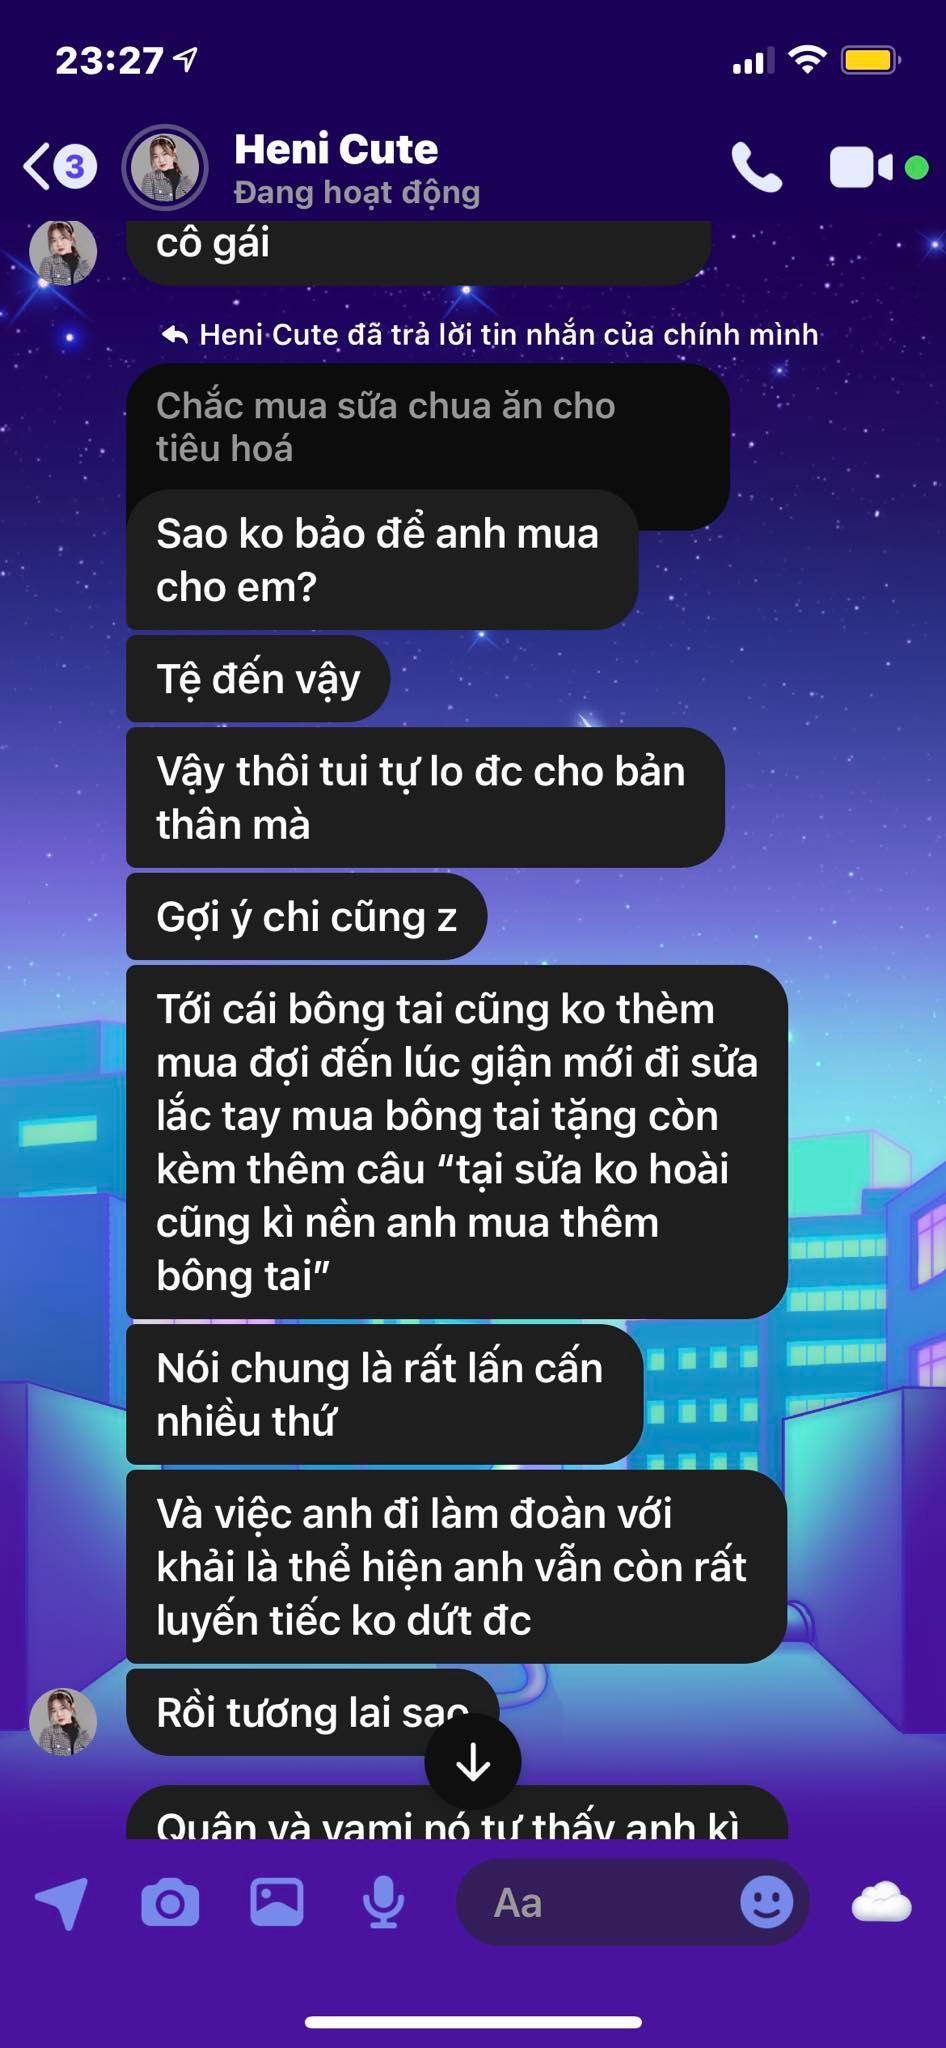 23:27
3
Heni Cute
Đang hoạt động
cô gái
Heni Cute đã trả lời tin nhắn của chính mình
Chắc mua sữa chua ăn cho
tiêu hoá
Sao ko bảo để anh mua
cho em?
Tệ đến vậy
Vậy thôi tui tự lo đc cho bản
thân mà
Gợi ý chi cũng z
Tới cái bông tai cũng ko thèm
mua đợi đến lúc giận mới đi sửa
lắc tay mua bông tai tặng còn
kèm thêm câu “tại sửa ko hoài
cũng kì nền anh mua thêm
bông tai”
Nói chung là rất lấn cấn
nhiều thứ
Và việc anh đi làm đoàn với
khải là thể hiện anh vẫn còn rất
luyến tiếc ko dứt đc
Rồi tương lai sao
Quân và vami nó tự thấy anh kì
Aa